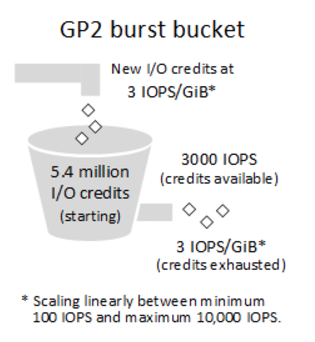 GP2 burst bucket
New I/O credits at
3 IOPS/GiB*
5.4 million
I/O credits
(starting)
3000 IOPS
(credits available)
3 IOPS/GiB*
(credits exhausted)
* Scaling linearly between minimum
100 IOPS and maximum 10,000 IOPS.